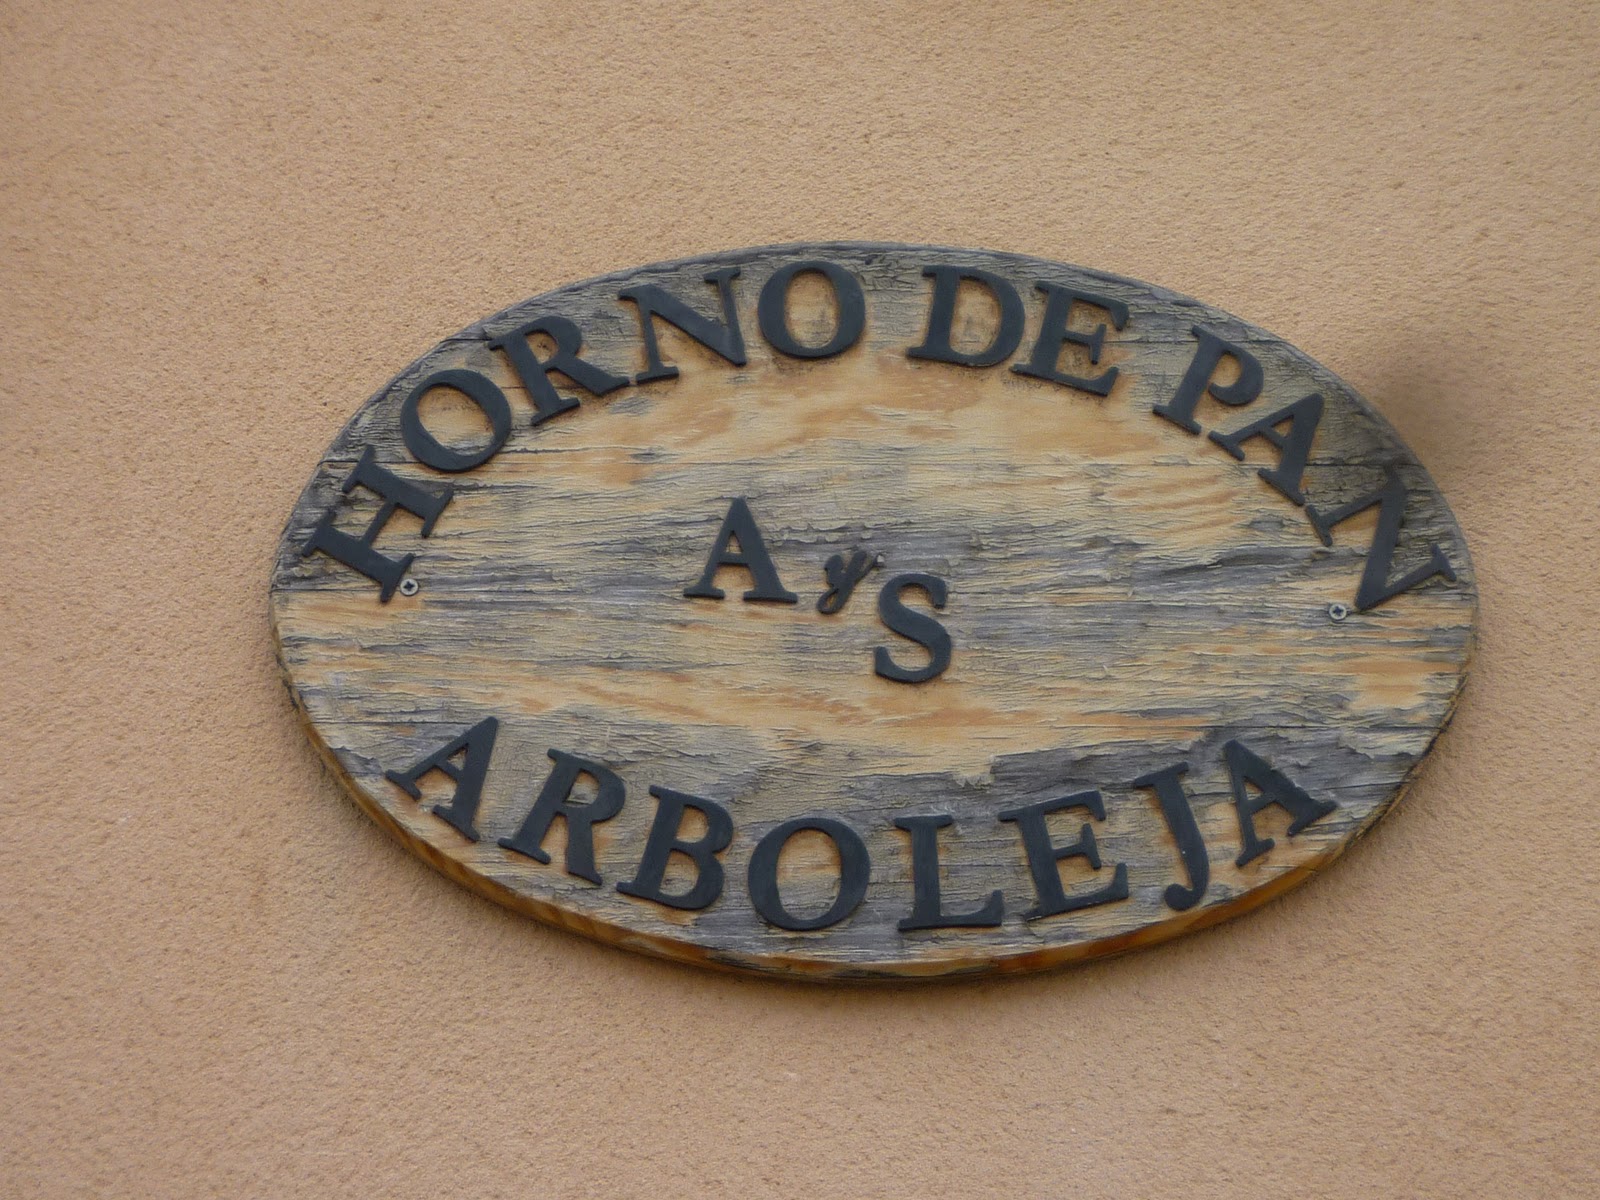 HORNO DE PAN
A y S
ARBOLEJA